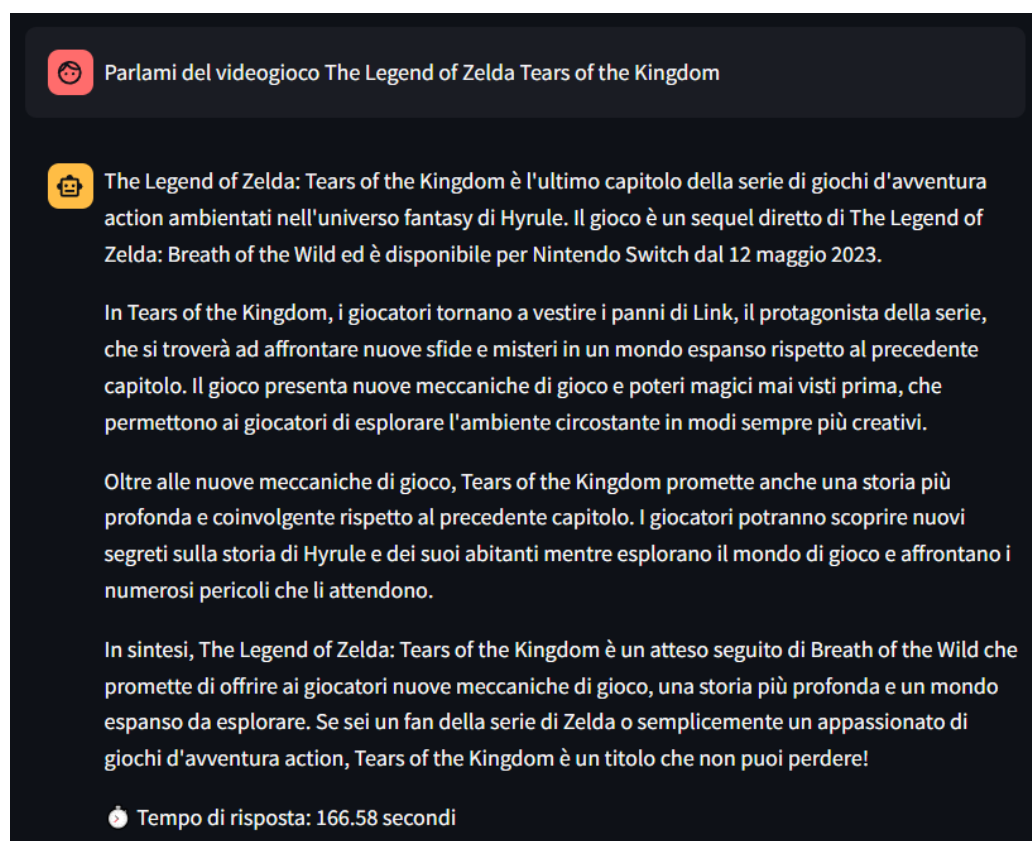 Parlami del videogioco The Legend of Zelda Tears of the Kingdom
The Legend of Zelda: Tears of the Kingdom è l'ultimo capitolo della serie di giochi d'avventura
action ambientati nell'universo fantasy di Hyrule. Il gioco è un sequel diretto di The Legend of
Zelda: Breath of the Wild ed è disponibile per Nintendo Switch dal 12 maggio 2023.
In Tears of the Kingdom, i giocatori tornano a vestire i panni di Link, il protagonista della serie,
che si troverà ad affrontare nuove sfide e misteri in un mondo espanso rispetto al precedente
capitolo. Il gioco presenta nuove meccaniche di gioco e poteri magici mai visti prima, che
permettono ai giocatori di esplorare l'ambiente circostante in modi sempre più creativi.
Oltre alle nuove meccaniche di gioco, Tears of the Kingdom promette anche una storia più
profonda e coinvolgente rispetto al precedente capitolo. I giocatori potranno scoprire nuovi
segreti sulla storia di Hyrule e dei suoi abitanti mentre esplorano il mondo di gioco e affrontano i
numerosi pericoli che li attendono.
In sintesi, The Legend of Zelda: Tears of the Kingdom è un atteso seguito di Breath of the Wild che
promette di offrire ai giocatori nuove meccaniche di gioco, una storia più profonda e un mondo
espanso da esplorare. Se sei un fan della serie di Zelda o semplicemente un appassionato di
giochi d'avventura action, Tears of the Kingdom è un titolo che non puoi perdere!
Tempo di risposta: 166.58 secondi